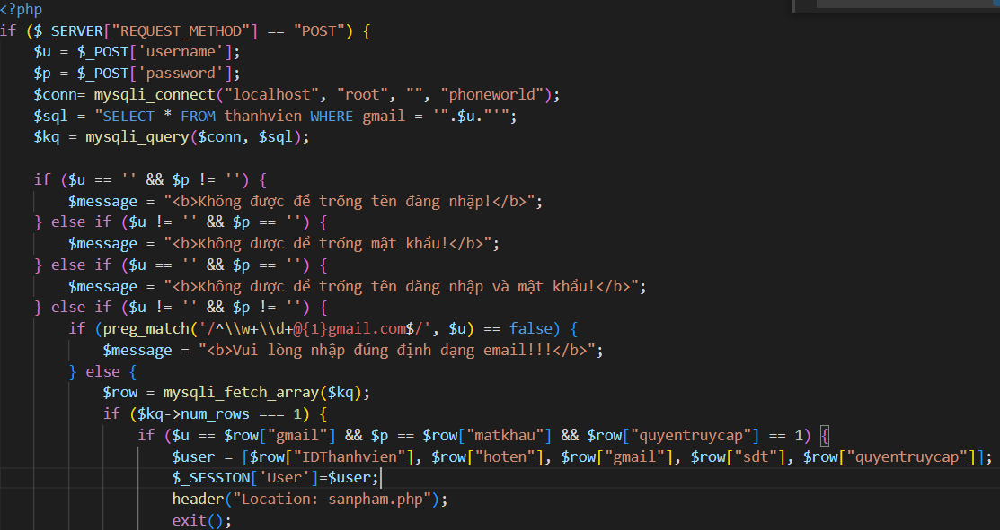 <?php
if ($_SERVER["REQUEST_METHOD"] == "POST") {
    $u = $_POST['username'];
    $p = $_POST['password'];
    $conn= mysqli_connect("localhost", "root", "", "phoneworld");
    $sql = "SELECT * FROM thanhvien WHERE gmail = '".$u."'";
    $kq = mysqli_query($conn, $sql);

    if ($u == '' && $p != '') {
        $message = "<b>Không được để trống tên đăng nhập!</b>";
    } else if ($u != '' && $p == '') {
        $message = "<b>Không được để trống mật khẩu!</b>";
    } else if ($u == '' && $p == '') {
        $message = "<b>Không được để trống tên đăng nhập và mật khẩu!</b>";
    } else if ($u != '' && $p != '') {
        if (preg_match('/^\\w+\\d+@{1}gmail.com$/', $u) == false) {
            $message = "<b>Vui lòng nhập đúng định dạng email!!!</b>";
        } else {
            $row = mysqli_fetch_array($kq);
            if ($kq->num_rows === 1) {
                if ($u == $row["gmail"] && $p == $row["matkhau"] && $row["quyentruycap"] == 1) {
                    $user = [$row["IDThanhvien"], $row["hoten"], $row["gmail"], $row["sdt"], $row["quyentruycap"]];
                    $_SESSION['User']=$user;
                    header("Location: sanpham.php");
                    exit();